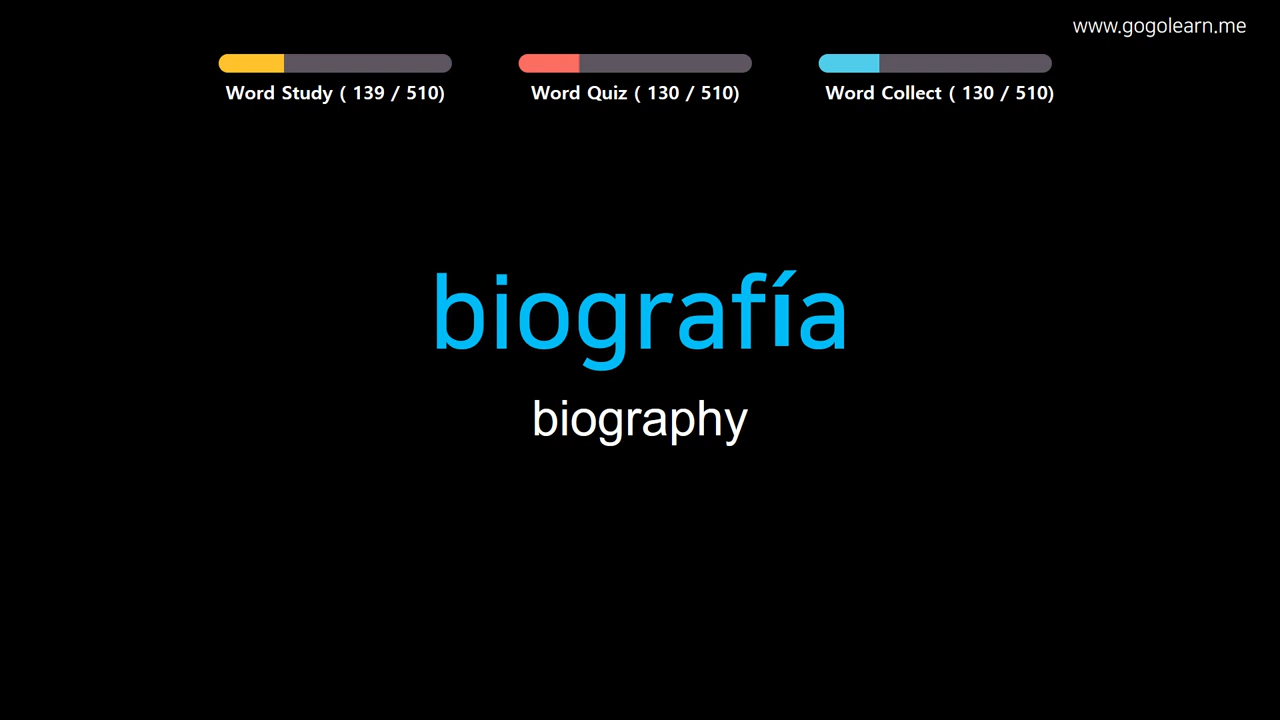 www.gogolearn.me
Word Study ( 139 / 510)
Word Quiz ( 130 / 510)
Word Collect ( 130 / 510)
biografía
biography